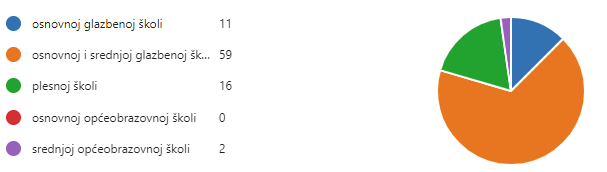 osnovnoj glazbenoj školi 11
osnovnoj i srednjoj glazbenoj šk... 59
plesnoj školi 16
osnovnoj općeobrazovnoj školi 0
srednjoj općeobrazovnoj školi 2